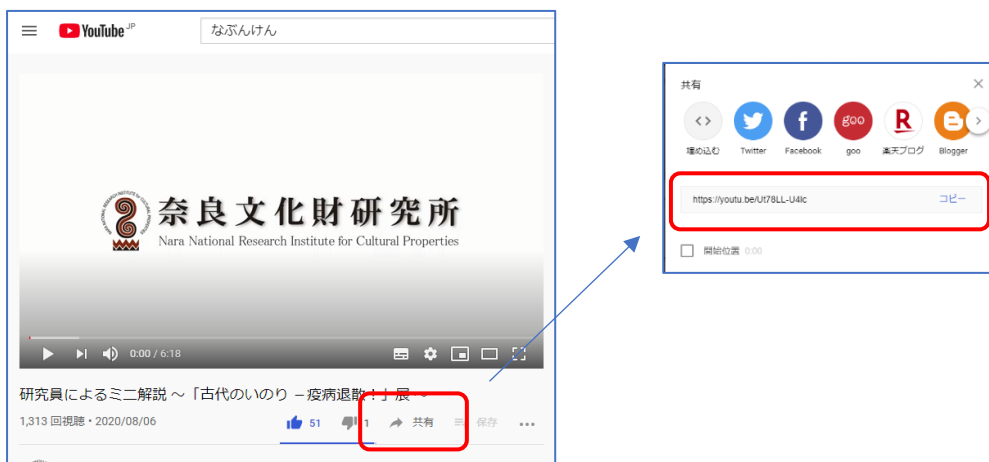 YouTube JP
なぶんけん
奈良文化財研究所
Nara National Research Institute for Cultural Properties
0:00 / 6:18
研究員によるミニ解説 ~「古代のいのり －疫病退散！」展 ~
1,313 回視聴・2020/08/06
51
1
共有
保存
共有
埋め込む
Twitter
Facebook
goo
goo
R
楽天ブログ
Blogger
https://youtu.be/Ut78LL-U4lc
コピー
開始位置 0:00